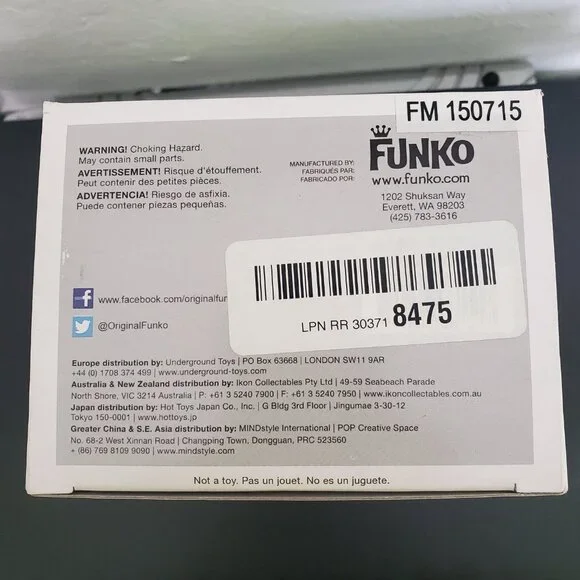 FM 150715
WARNING! Choking Hazard.
May contain small parts.
AVERTISSEMENT! Risque d'étouffement.
Peut contenir des petites pièces.
ADVERTENCIA! Riesgo de asfixia.
Puede contener piezas pequeñas.
MANUFACTURED BY:
FABRIQUÉS PAR:
FABRICADO POR:
FUNKO
www.funko.com
1202 Shuksan Way
Everett, WA 98203
(425) 783-3616
www.facebook.com/originalfun
@OriginalFunko
LPN RR 30371 8475
Europe distribution by: Underground Toys | PO Box 63668 | LONDON SW11 9AR
+44 (0) 1708 374 499 | www.underground-toys.com
Australia & New Zealand distribution by: Ikon Collectables Pty Ltd | 49-59 Seabeach Parade
North Shore, VIC 3214 Australia | P: +61 3 5240 7900 | F: +61 3 5240 7950 | www.ikoncollectables.com.au
Japan distribution by: Hot Toys Japan Co., Inc. | G Bldg 3rd Floor | Jingumae 3-30-12
Tokyo 150-0001 | www.hottoys.jp
Greater China & S.E. Asia distribution by: MINDstyle International | POP Creative Space
No. 68-2 West Xinnan Road | Changping Town, Dongguan, PRC 523560
+ (86) 769 8109 9090 | www.mindstyle.com
Not a toy. Pas un jouet. No es un juguete.